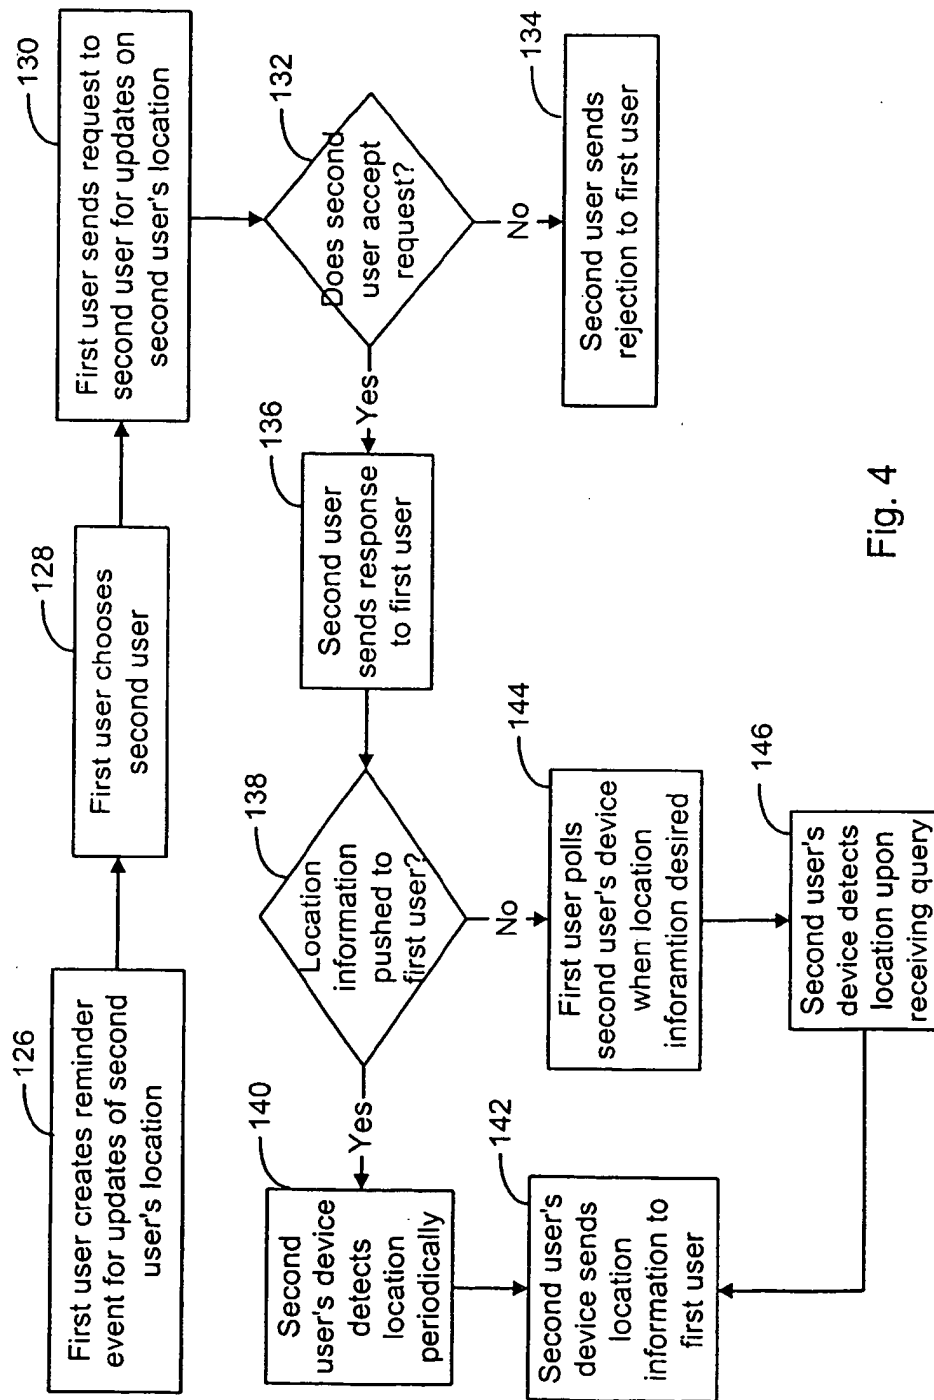 126
First user creates reminder
event for updates of second
user's location
128
First user chooses
second user
130
First user sends request to
second user for updates on
second user's location
132
Does second
user accept
request?
No
134
Second user sends
rejection to first user
Yes
136
Second user
sends response
to first user
138
Location
information
pushed to
first user?
Yes
140
Second
user's device
detects
location
periodically
142
Second user's
device sends
location
information to
first user
No
144
First user polls
second user's device
when location
inforamtion desired
146
Second user's
device detects
location upon
receiving query
Fig. 4